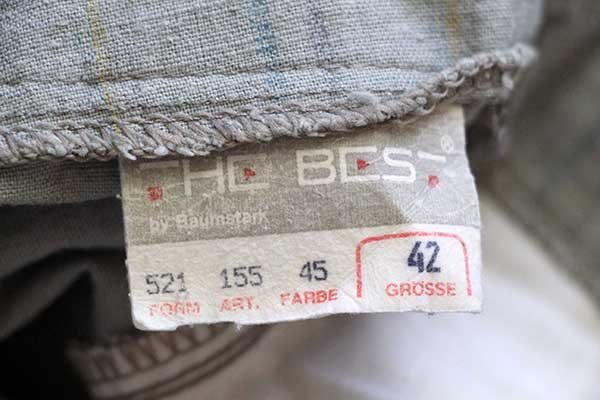 THE BEST®
by Baumstark
521 155 45 42
FORM ART. FARBE GRÖSSE